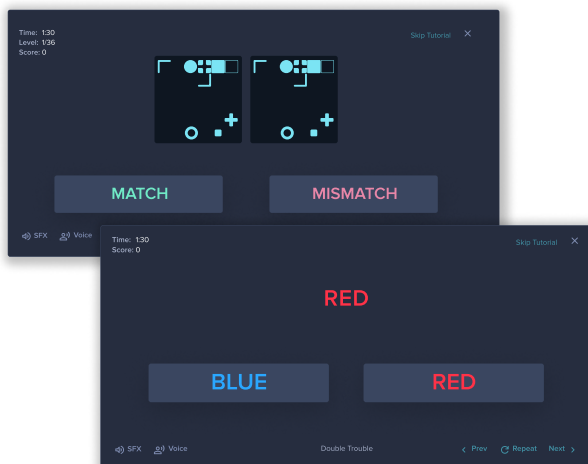 Time: 1:30
Level: 1/36
Score: 0
Skip Tutorial
MATCH
MISMATCH
SFX
Voice
Time: 1:30
Score: 0
Skip Tutorial
RED
BLUE
RED
SFX
Voice
Double Trouble
Prev
Repeat
Next